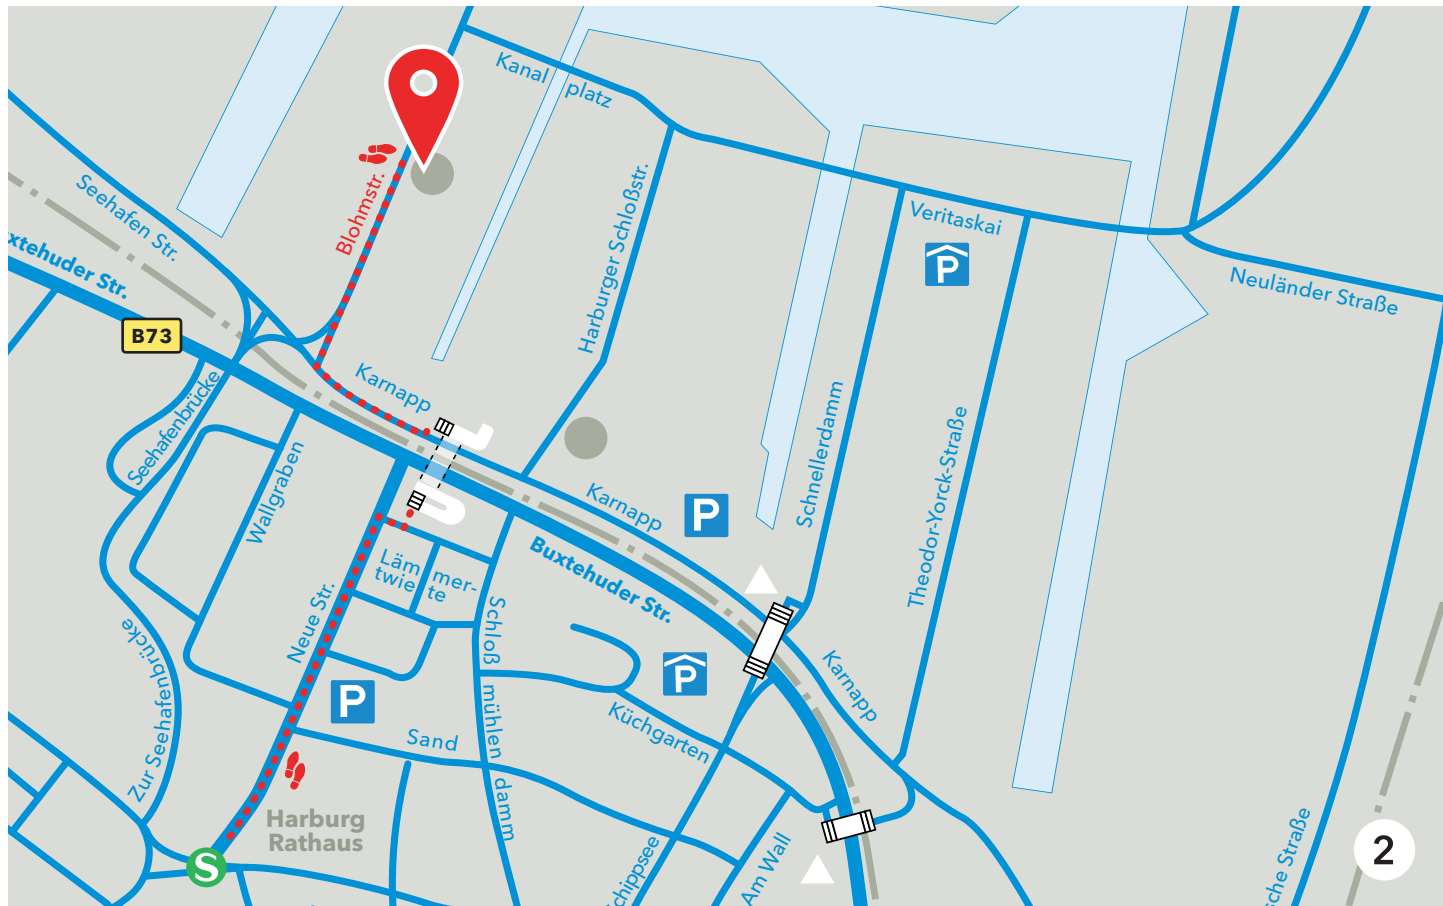 Kanal
platz
Seehafen Str.
Blohmstr.
Harburger Schloßstr.
Veritaskai
P
Neuländer Straße
Buxtehuder Str.
B73
Karnapp
Seehafenbrücke
Wallgraben
Schnellerdamm
Theodor-Yorck-Straße
Karnapp
P
Buxtehuder Str.
Läm mer-
twie te
Neue Str.
Schloß mühlen damm
Zur Seehafenbrücke
P
P
Karnapp
Küchgarten
Sand
Harburg
Rathaus
S
Am Wall
chippsee
sche Straße
2